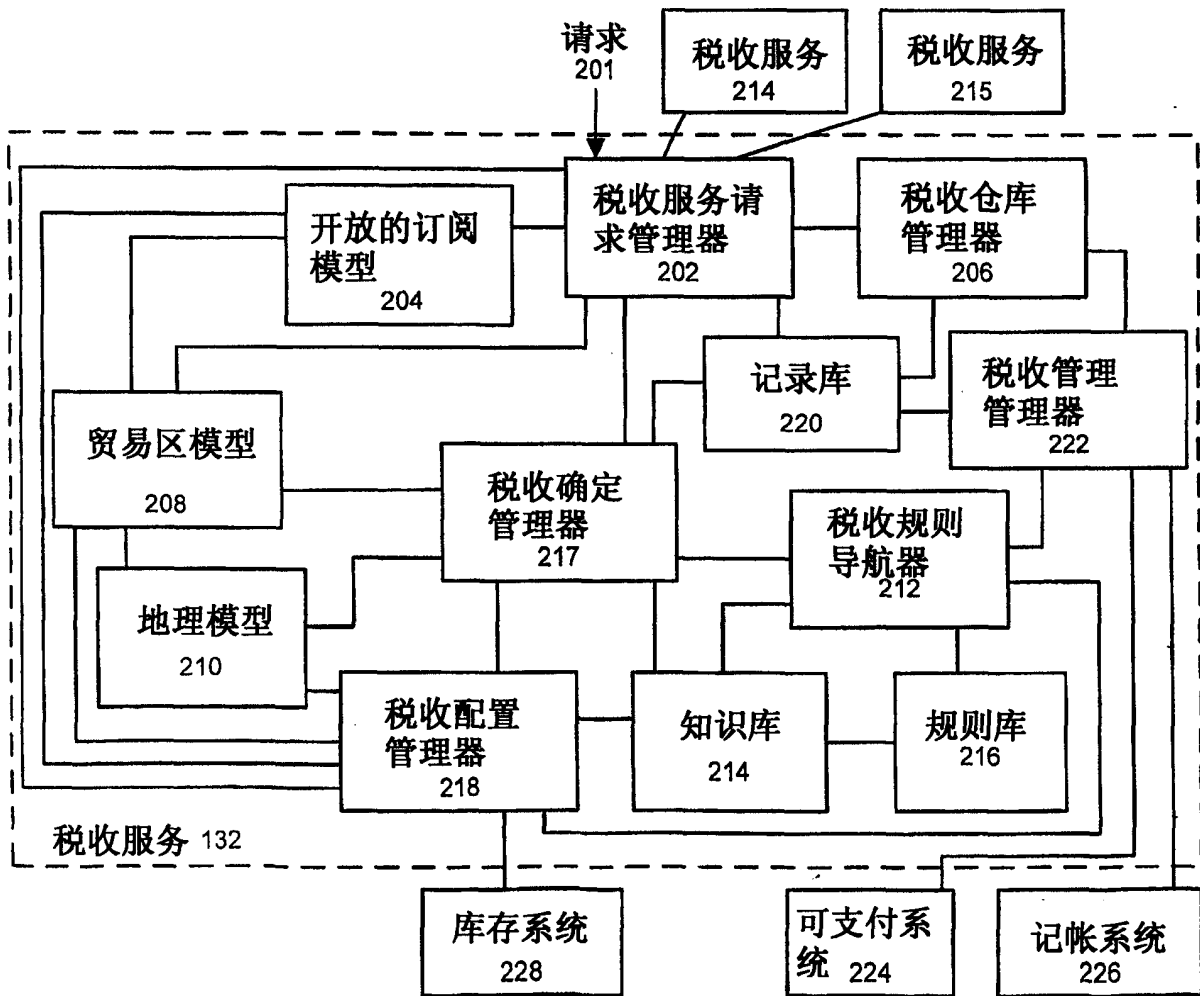 请求
201
税收服务
214
税收服务
215
税收服务请
求管理器
202
税收仓库
管理器
206
开放的订阅
模型
204
记录库
220
税收管理
管理器
222
贸易区模型
208
税收确定
管理器
217
税收规则
导航器
212
地理模型
210
税收配置
管理器
218
知识库
214
规则库
216
税收服务 132
库存系统
228
可支付系
统 224
记帐系统
226